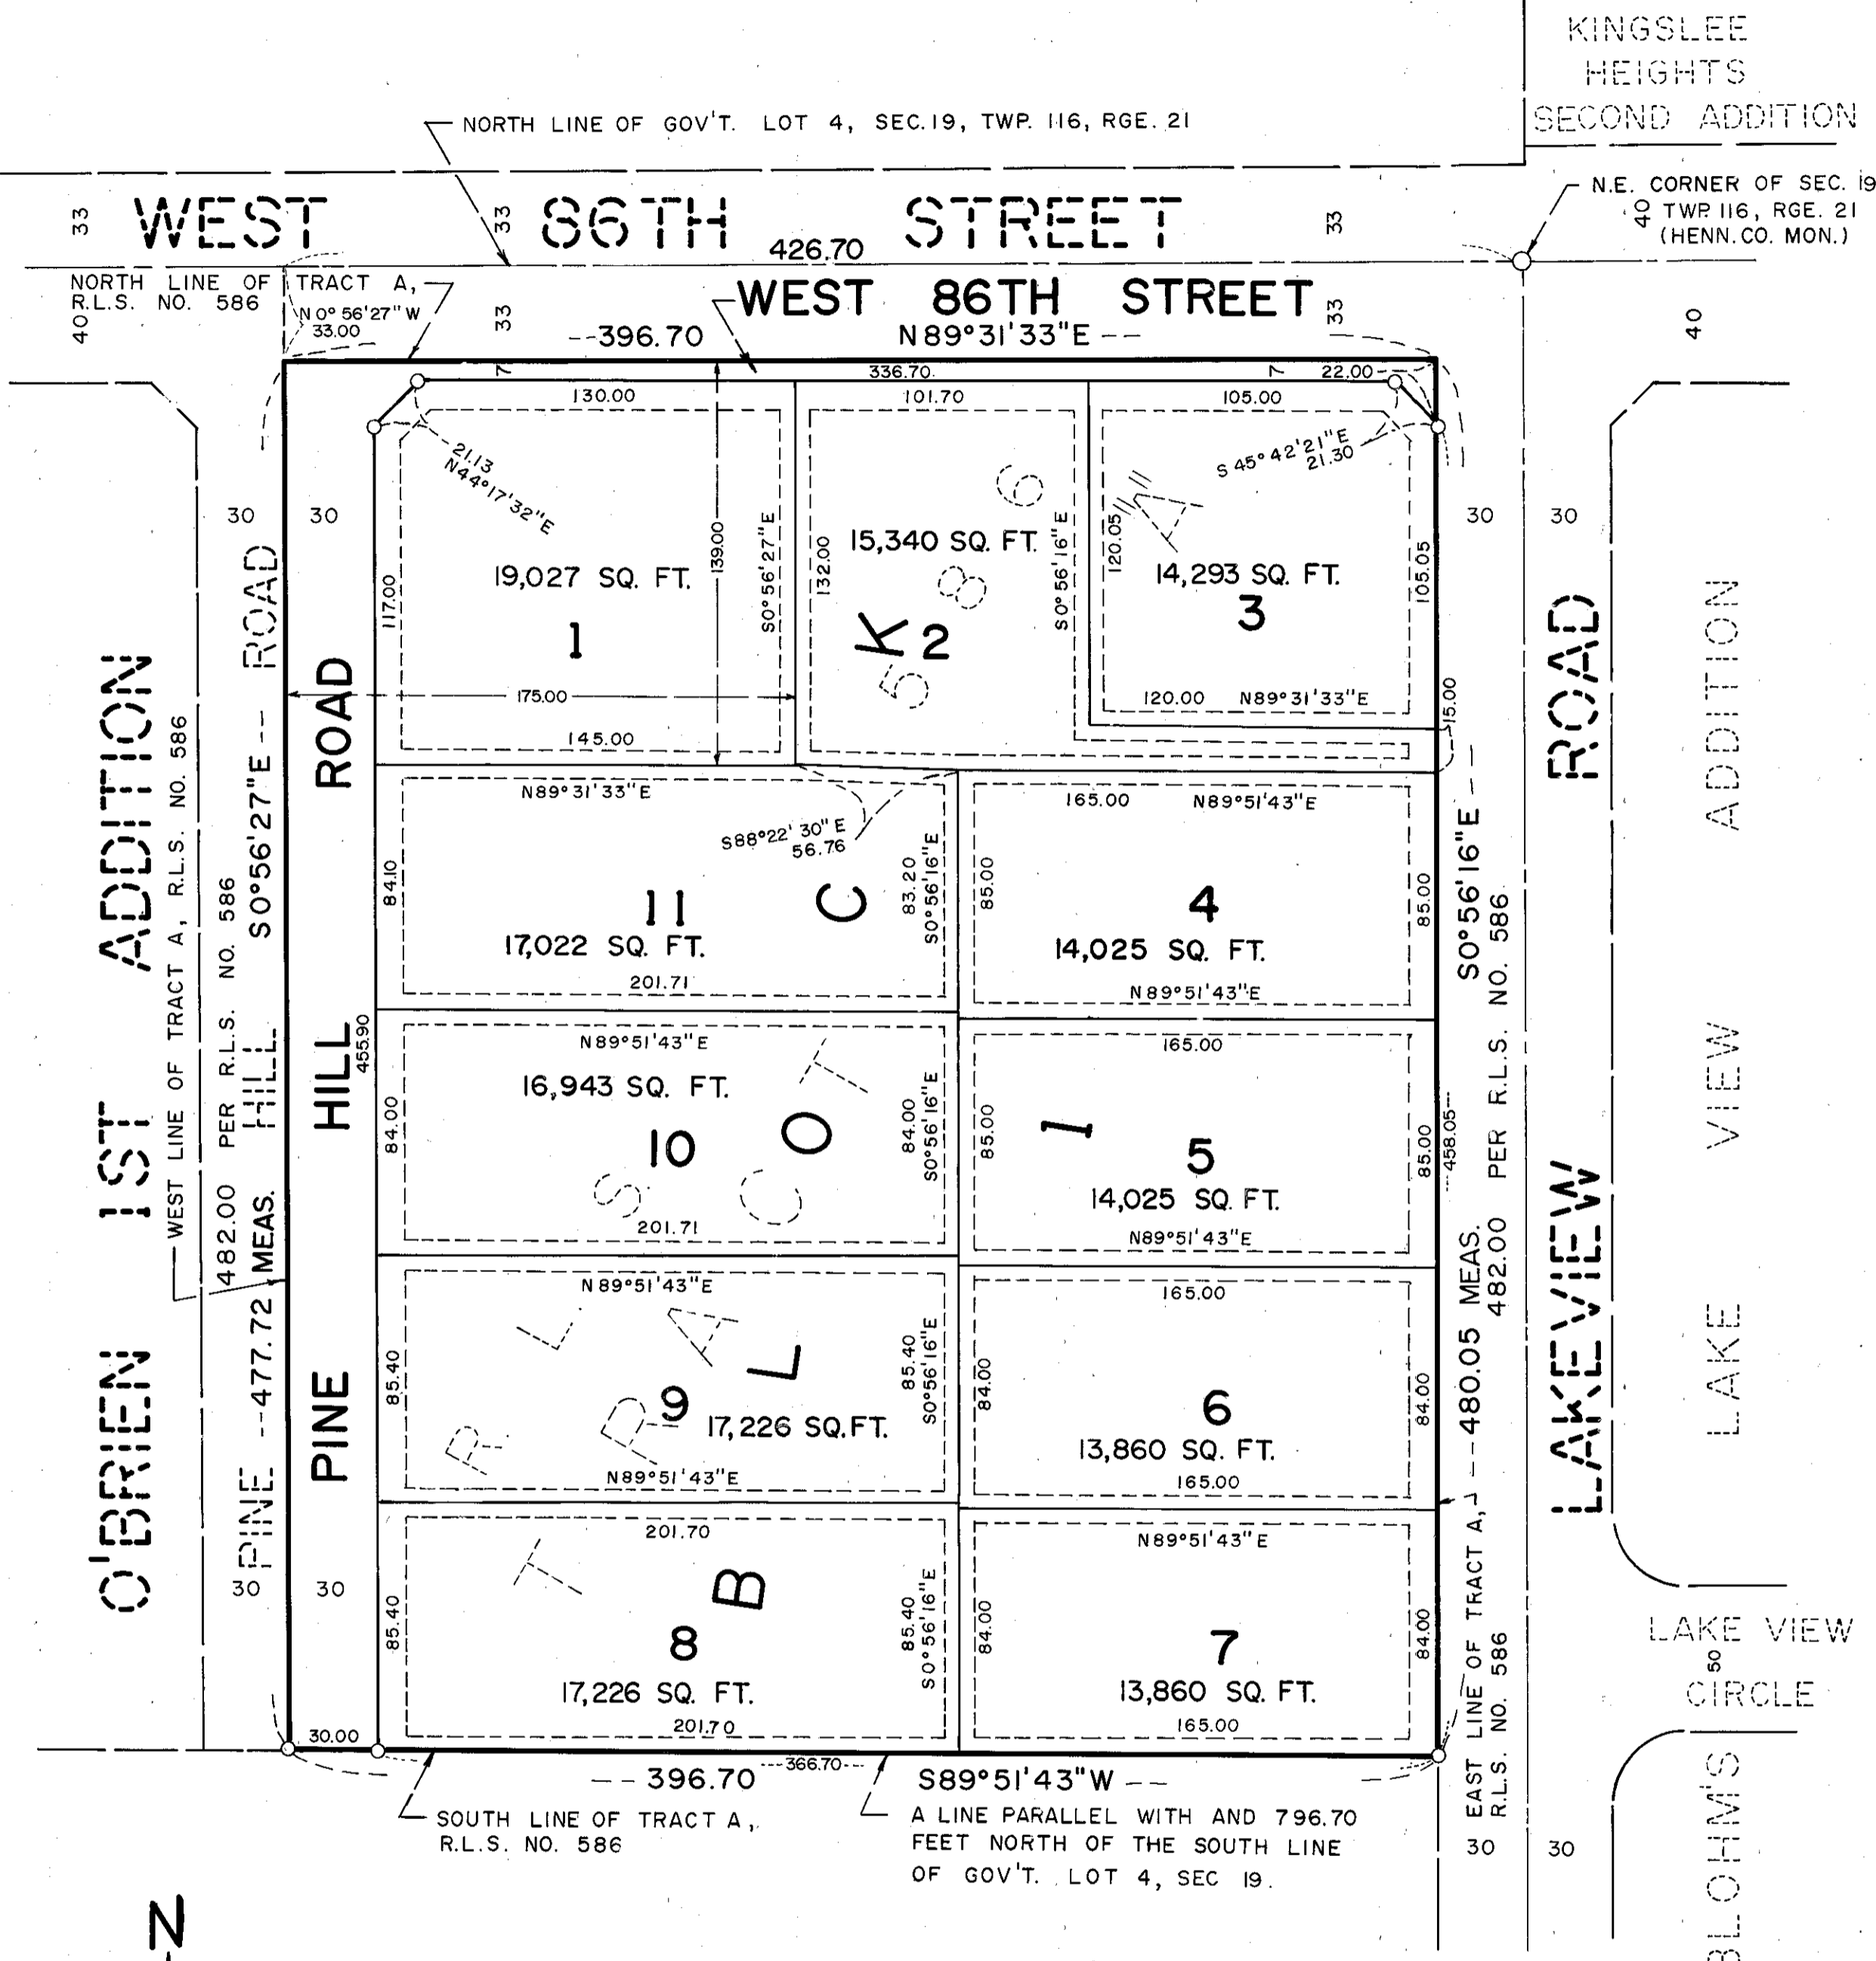 KINGSLEE
HEIGHTS
SECOND ADDITION
NORTH LINE OF GOV'T. LOT 4, SEC.19, TWP. 116, RGE. 21
N.E. CORNER OF SEC. 19
TWP. 116, RGE. 21
(HENN. CO. MON.)
40
33
WEST 86TH STREET
33
33
426.70
NORTH LINE OF TRACT A,
R.L.S. NO. 586
N 0° 56'27" W
33.00
40
33
WEST 86TH STREET
33
40
--396.70 N89°31'33"E --
7
336.70
7
22.00
130.00
101.70
105.00
21.13
N44°17'32"E
S 45°42'21"E
21.30
30
30
30
30
117.00
19,027 SQ. FT.
1
139.00
S0°56'27"E
132.00
15,340 SQ. FT.
2
S0°56'16"E
120.05
14,293 SQ. FT.
3
105.05
120.00 N89°31'33"E
15.00
175.00
145.00
N89°31'33"E
S88°22'30"E
56.76
84.10
11
17,022 SQ. FT.
201.71
83.20
S0°56'16"E
165.00 N89°51'43"E
85.00
4
14,025 SQ. FT.
85.00
N89°51'43"E
N89°51'43"E
16,943 SQ. FT.
84.00
10
84.00
S0°56'16"E
201.71
165.00
85.00
5
14,025 SQ. FT.
85.00
N89°51'43"E
N89°51'43"E
85.40
9
17,226 SQ.FT.
85.40
S0°56'16"E
N89°51'43"E
165.00
84.00
6
13,860 SQ. FT.
84.00
165.00
201.70
85.40
8
17,226 SQ. FT.
85.40
S0°56'16"E
201.70
N89°51'43"E
84.00
7
13,860 SQ. FT.
84.00
165.00
BLOCK 1
TRACT "A"
R.L.S. 586
O'BRIEN 1ST ADDITION
WEST LINE OF TRACT A, R.L.S. NO. 586
482.00 PER R.L.S. NO. 586
--477.72 MEAS. S0°56'27"E --
PINE HILL ROAD
PINE HILL ROAD
455.90
30
30
---458.05---
S0°56'16"E --
--480.05 MEAS.
482.00 PER R.L.S. NO. 586
EAST LINE OF TRACT A,
R.L.S. NO. 586
LAKEVIEW ROAD
LAKE VIEW ADDITION
LAKE VIEW
50
CIRCLE
BLOHM'S
30.00
-- 396.70 S89°51'43"W --
---366.70---
SOUTH LINE OF TRACT A,
R.L.S. NO. 586
A LINE PARALLEL WITH AND 796.70
FEET NORTH OF THE SOUTH LINE
OF GOV'T. LOT 4, SEC 19.
30
30
N